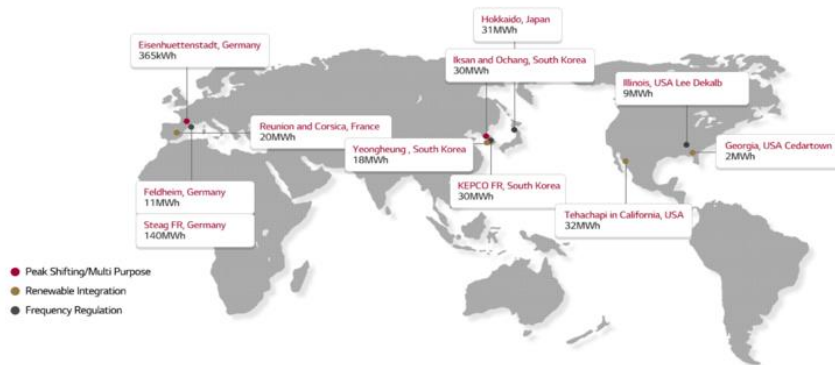 Hokkaido, Japan
31MWh
Eisenhuettenstadt, Germany
365kWh
Iksan and Ochang, South Korea
30MWh
Illinois, USA Lee Dekalb
9MWh
Reunion and Corsica, France
20MWh
Yeongheung , South Korea
18MWh
Georgia, USA Cedartown
2MWh
Feldheim, Germany
11MWh
KEPCO FR, South Korea
30MWh
Steag FR, Germany
140MWh
Tehachapi in California, USA
32MWh
Peak Shifting/Multi Purpose
Renewable Integration
Frequency Regulation